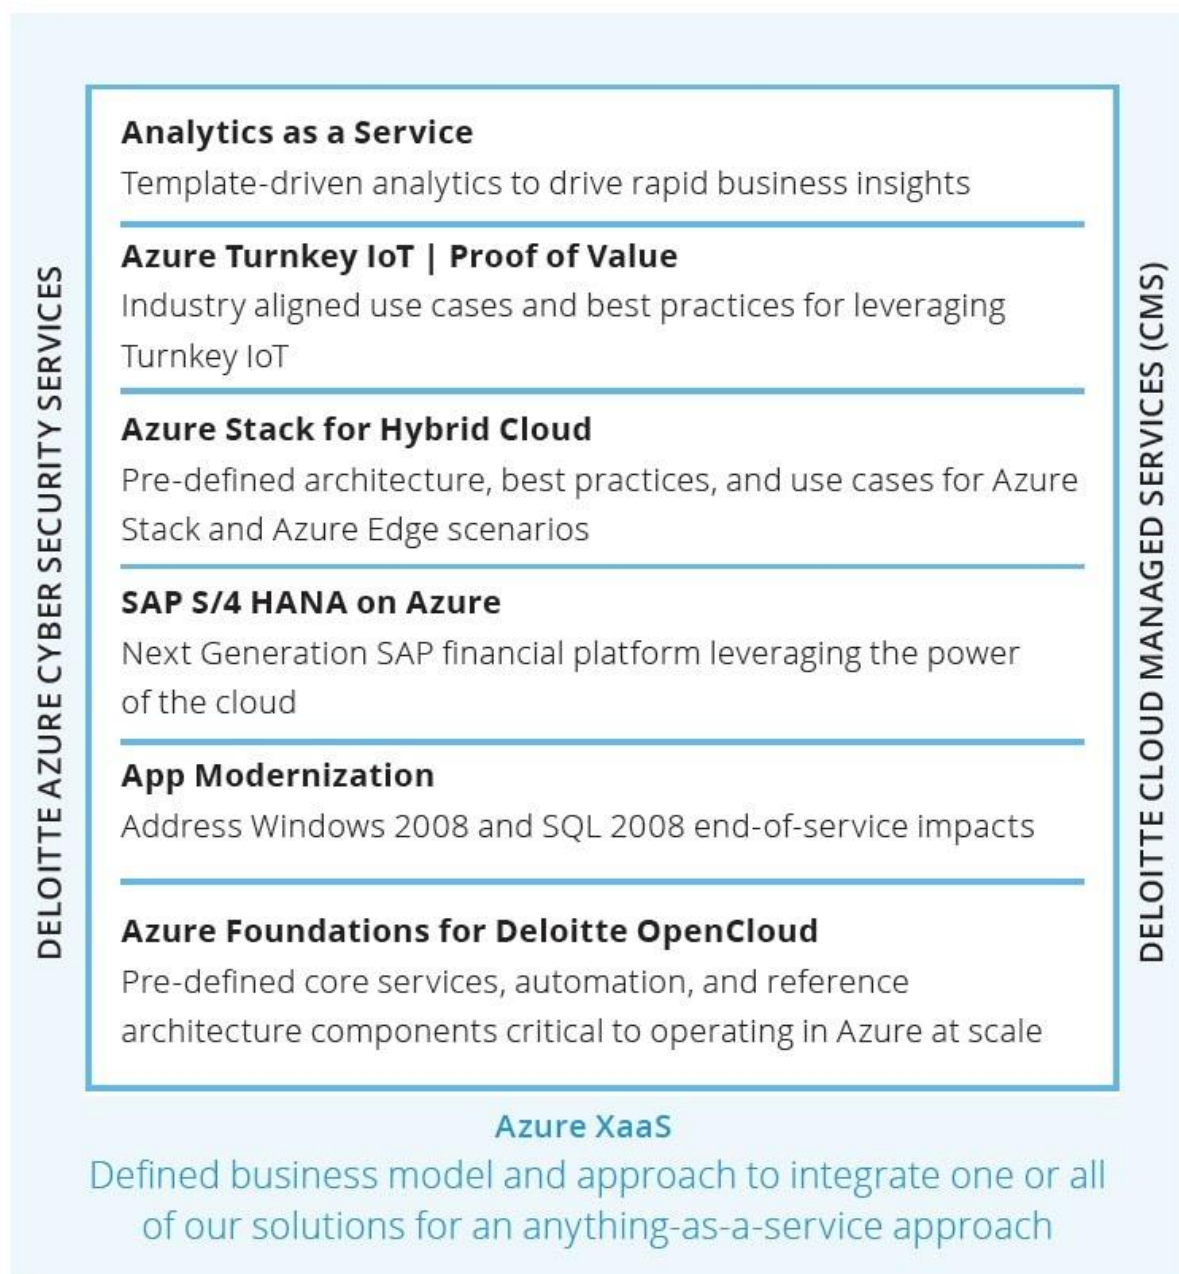 DELOITTE AZURE CYBER SECURITY SERVICES
Analytics as a Service
Template-driven analytics to drive rapid business insights
Azure Turnkey IoT | Proof of Value
Industry aligned use cases and best practices for leveraging
Turnkey IoT
Azure Stack for Hybrid Cloud
Pre-defined architecture, best practices, and use cases for Azure
Stack and Azure Edge scenarios
SAP S/4 HANA on Azure
Next Generation SAP financial platform leveraging the power
of the cloud
App Modernization
Address Windows 2008 and SQL 2008 end-of-service impacts
Azure Foundations for Deloitte OpenCloud
Pre-defined core services, automation, and reference
architecture components critical to operating in Azure at scale
DELOITTE CLOUD MANAGED SERVICES (CMS)
Azure XaaS
Defined business model and approach to integrate one or all
of our solutions for an anything-as-a-service approach